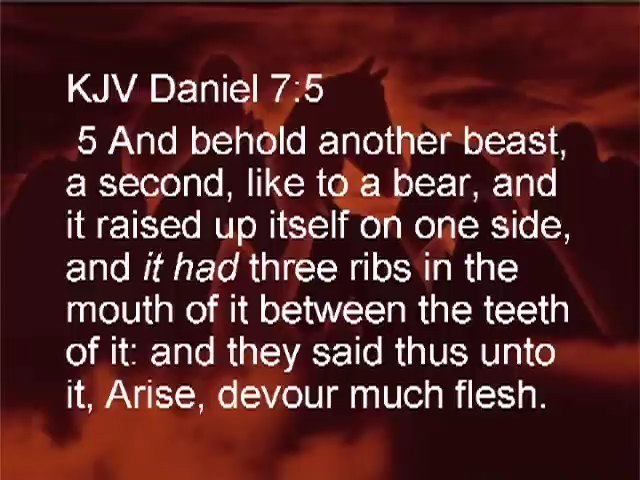 KJV Daniel 7:5
5 And behold another beast,
a second, like to a bear, and
it raised up itself on one side,
and it had three ribs in the
mouth of it between the teeth
of it: and they said thus unto
it, Arise, devour much flesh.